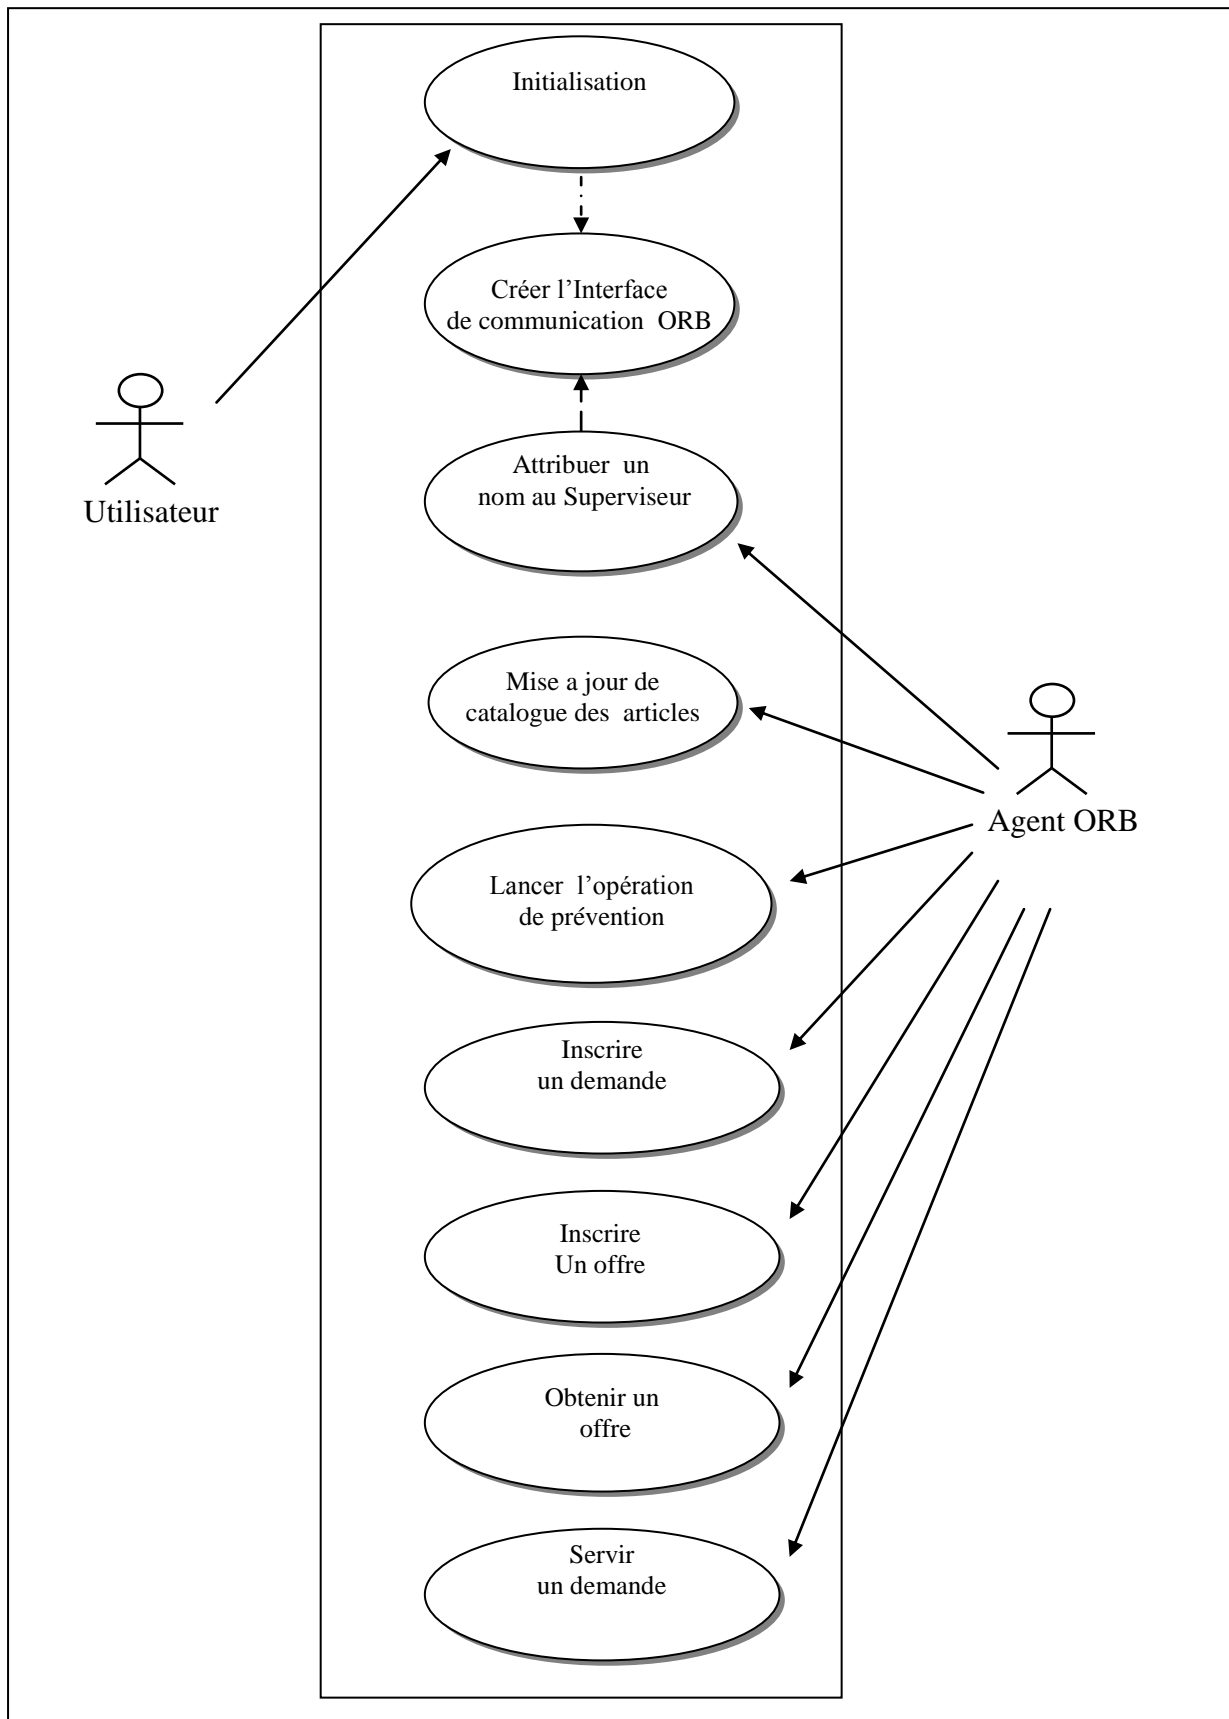 Initialisation
Créer l’Interface
de communication ORB
Utilisateur
Attribuer un
nom au Superviseur
Mise a jour de
catalogue des articles
Agent ORB
Lancer l’opération
de prévention
Inscrire
un demande
Inscrire
Un offre
Obtenir un
offre
Servir
un demande